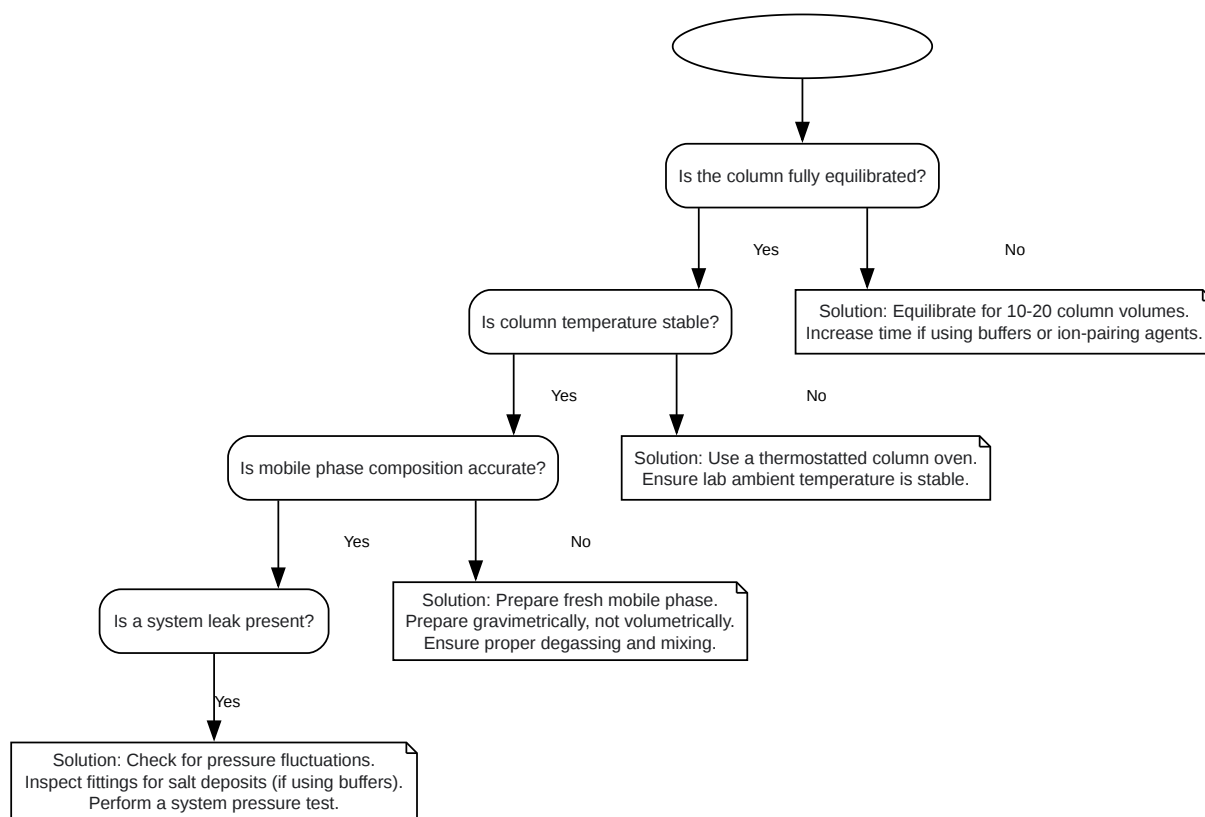 Is the column fully equilibrated?
Yes
No
Is column temperature stable?
Solution: Equilibrate for 10-20 column volumes.
Increase time if using buffers or ion-pairing agents.
Yes
No
Is mobile phase composition accurate?
Solution: Use a thermostatted column oven.
Ensure lab ambient temperature is stable.
Yes
No
Is a system leak present?
Solution: Prepare fresh mobile phase.
Prepare gravimetrically, not volumetrically.
Ensure proper degassing and mixing.
Yes
Solution: Check for pressure fluctuations.
Inspect fittings for salt deposits (if using buffers).
Perform a system pressure test.